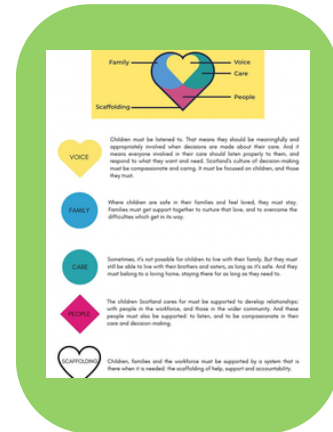 Family
Voice
Care
People
Scaffolding
Children must be listened to. That means they should be meaningfully and
appropriately involved when decisions are made about their care. And it
means everyone involved in their care should listen properly to them, and
respond to what they want and need. Scotland's culture of decision-making
must be compassionate and caring. It must be focused on children, and those
they trust.
VOICE
Where children are safe in their families and feel loved, they must stay.
Families must get support together to nurture that love, and to overcome the
difficulties which get in its way.
FAMILY
Sometimes, it's not possible for children to live with their family. But they must
still be able to live with their brothers and sisters, as long as it's safe. And they
must belong to a loving home, staying there for as long as they need to.
CARE
The children Scotland cares for must be supported to develop relationships:
with people in the workforce, and those in the wider community. And these
people must also be supported: to listen, and to be compassionate in their
care and decision-making.
PEOPLE
Children, families and the workforce must be supported by a system that is
there when it is needed: the scaffolding of help, support and accountability.
SCAFFOLDING